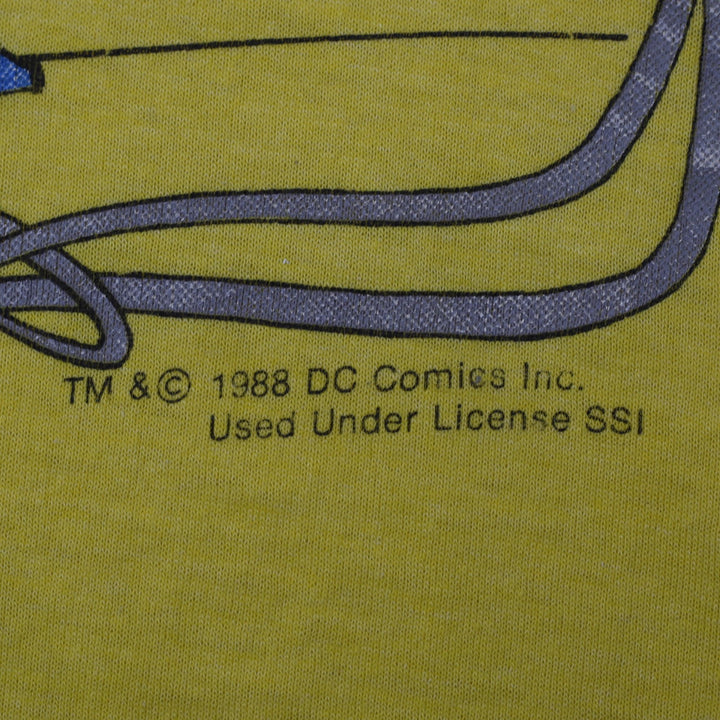 TM & © 1988 DC Comics Inc.
Used Under License SSI